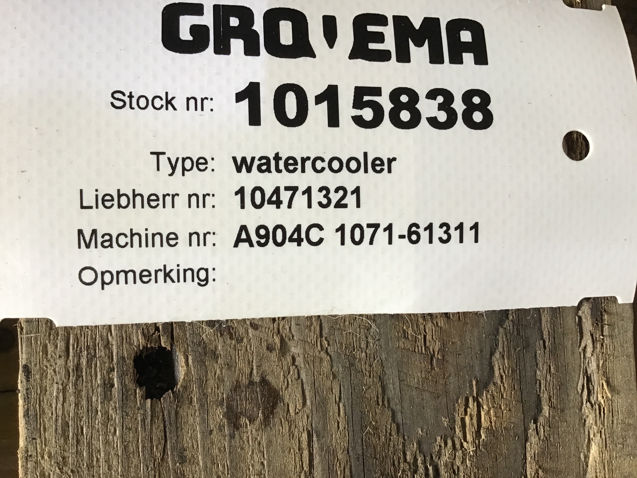 GROVEMA
Stock nr: 1015838
Type: watercooler
Liebherr nr: 10471321
Machine nr: A904C 1071-61311
Opmerking: